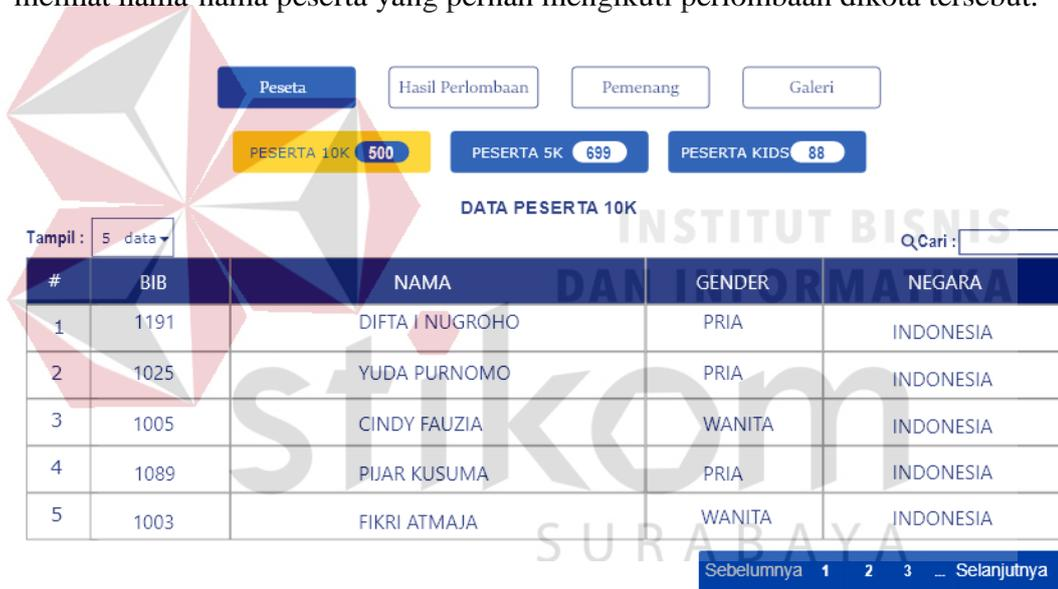 melihat nama-nama peserta yang pernah mengikuti perlombaan dikota tersebut.
Peseta Hasil Perlombaan Pemenang Galeri
PESERTA 10K 500 PESERTA 5K 699 PESERTA KIDS 88
DATA PESERTA 10K
INSTITUT BISNIS
Tampil : 5 data Cari :
# BIB NAMA GENDER NEGARA
DAN INFORMATIKA
1 1191 DIFTA I NUGROHO PRIA INDONESIA
2 1025 YUDA PURNOMO PRIA INDONESIA
3 1005 CINDY FAUZIA WANITA INDONESIA
stikom
4 1089 PIJAR KUSUMA PRIA INDONESIA
5 1003 FIKRI ATMAJA WANITA INDONESIA
SURABAYA
Sebelumnya 1 2 3 ... Selanjutnya